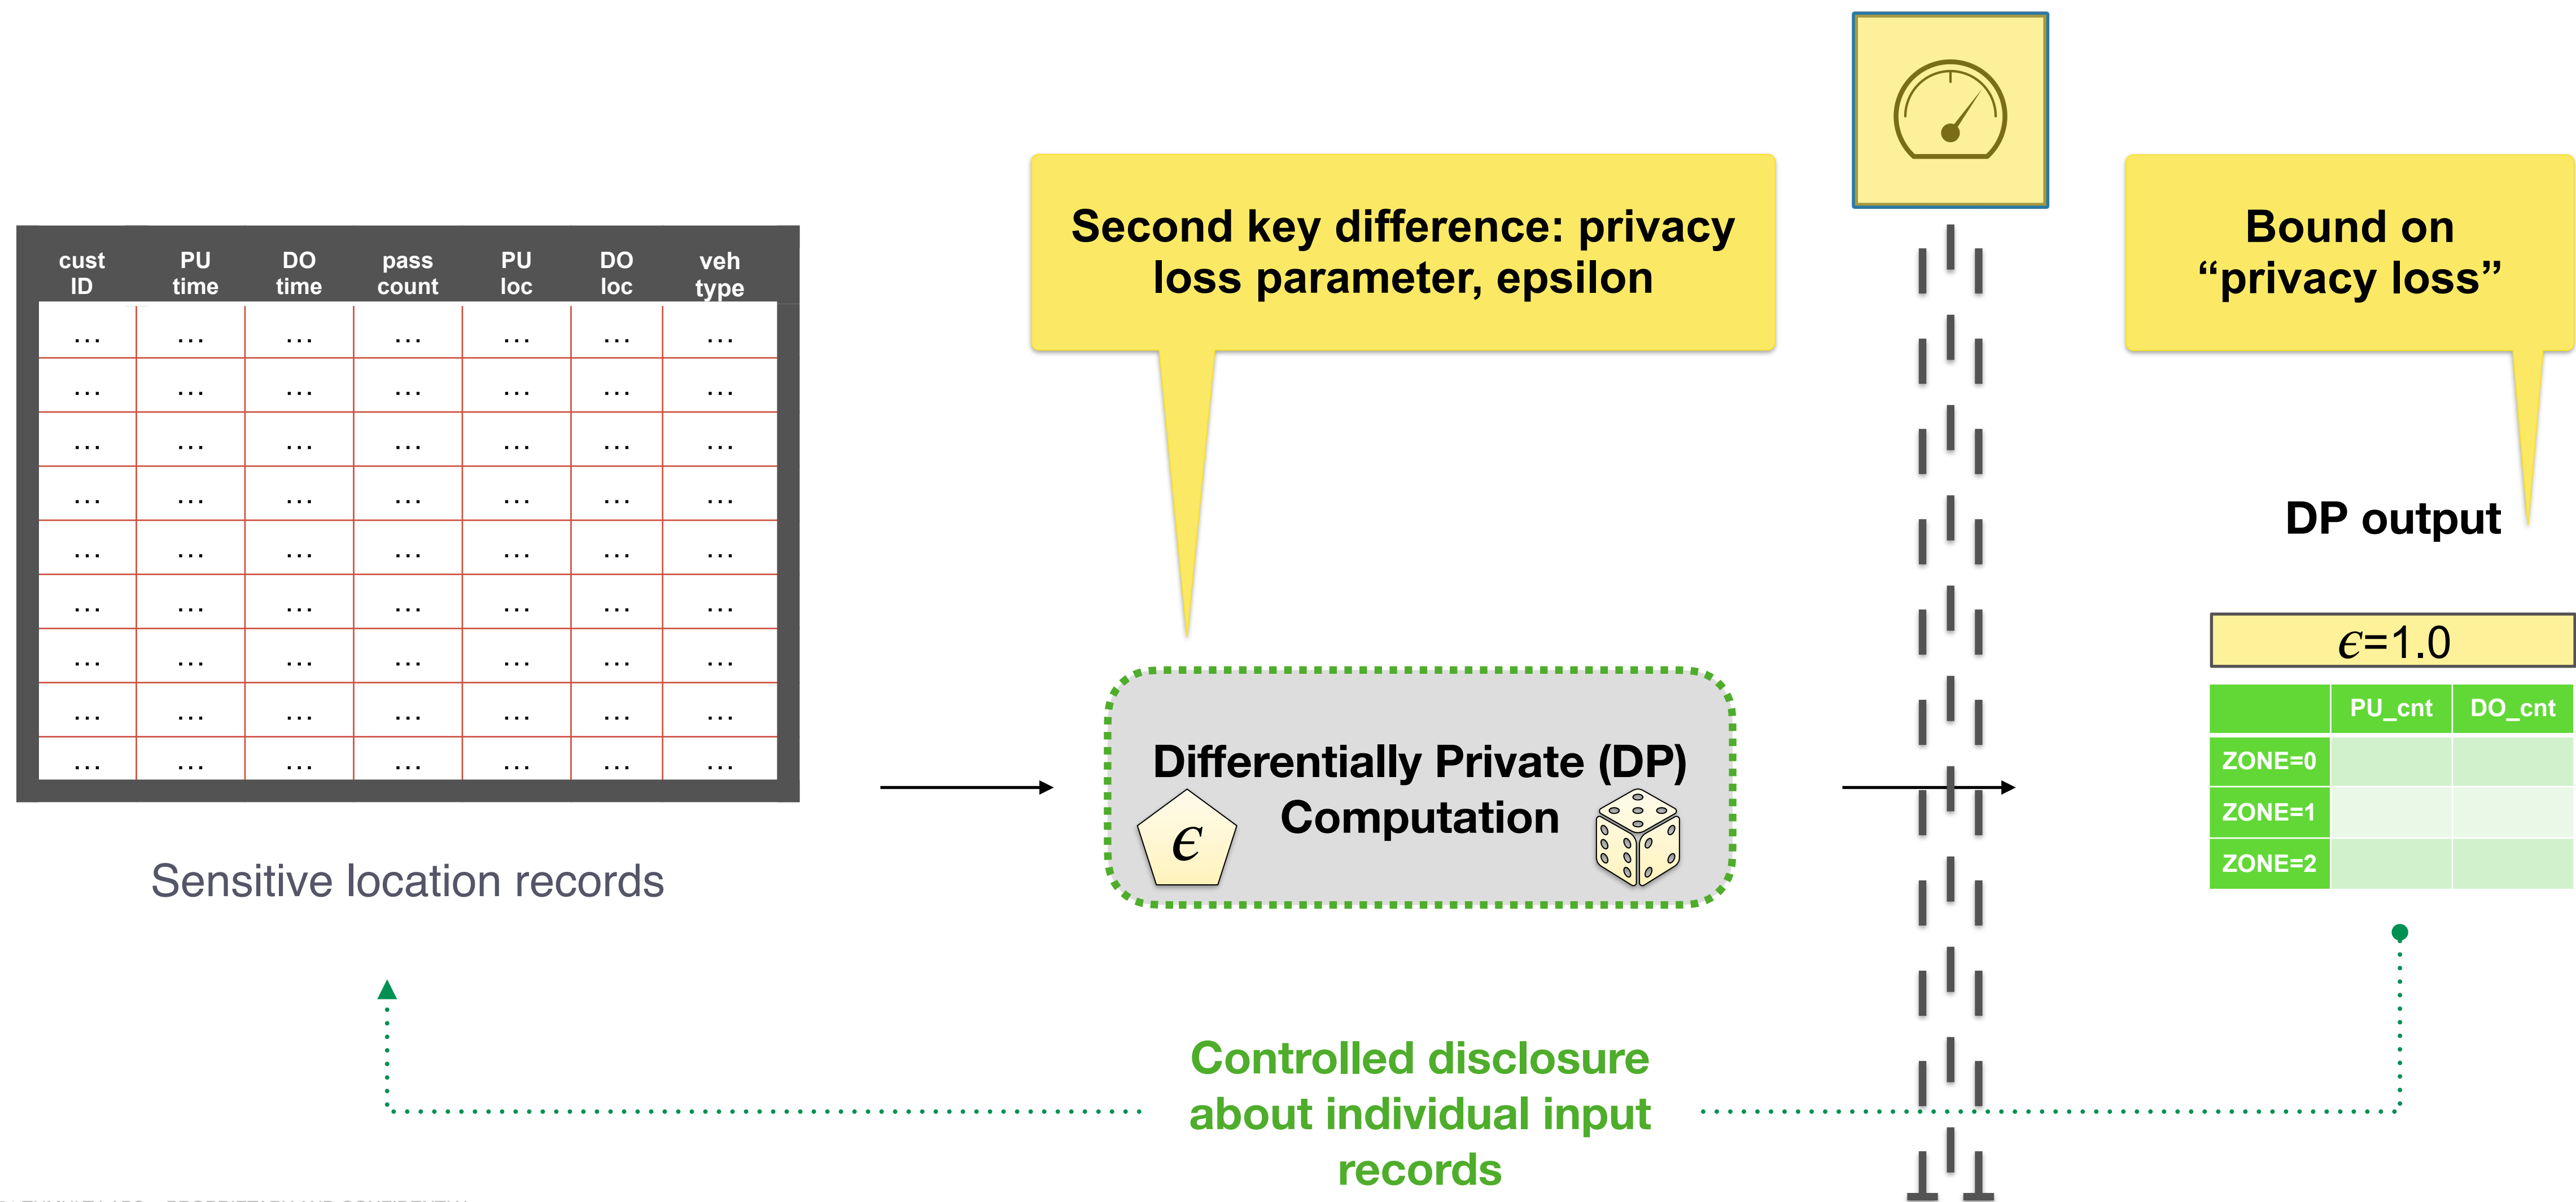 Second key difference: privacy
loss parameter, epsilon
Bound on
“privacy loss”
cust ID PU time DO time pass count PU loc DO loc veh type
... ... ... ... ... ... ...
... ... ... ... ... ... ...
... ... ... ... ... ... ...
... ... ... ... ... ... ...
... ... ... ... ... ... ...
... ... ... ... ... ... ...
... ... ... ... ... ... ...
... ... ... ... ... ... ...
... ... ... ... ... ... ...
Sensitive location records
Differentially Private (DP)
Computation
ϵ
DP output
ϵ=1.0
PU_cnt DO_cnt
ZONE=0
ZONE=1
ZONE=2
Controlled disclosure
about individual input
records